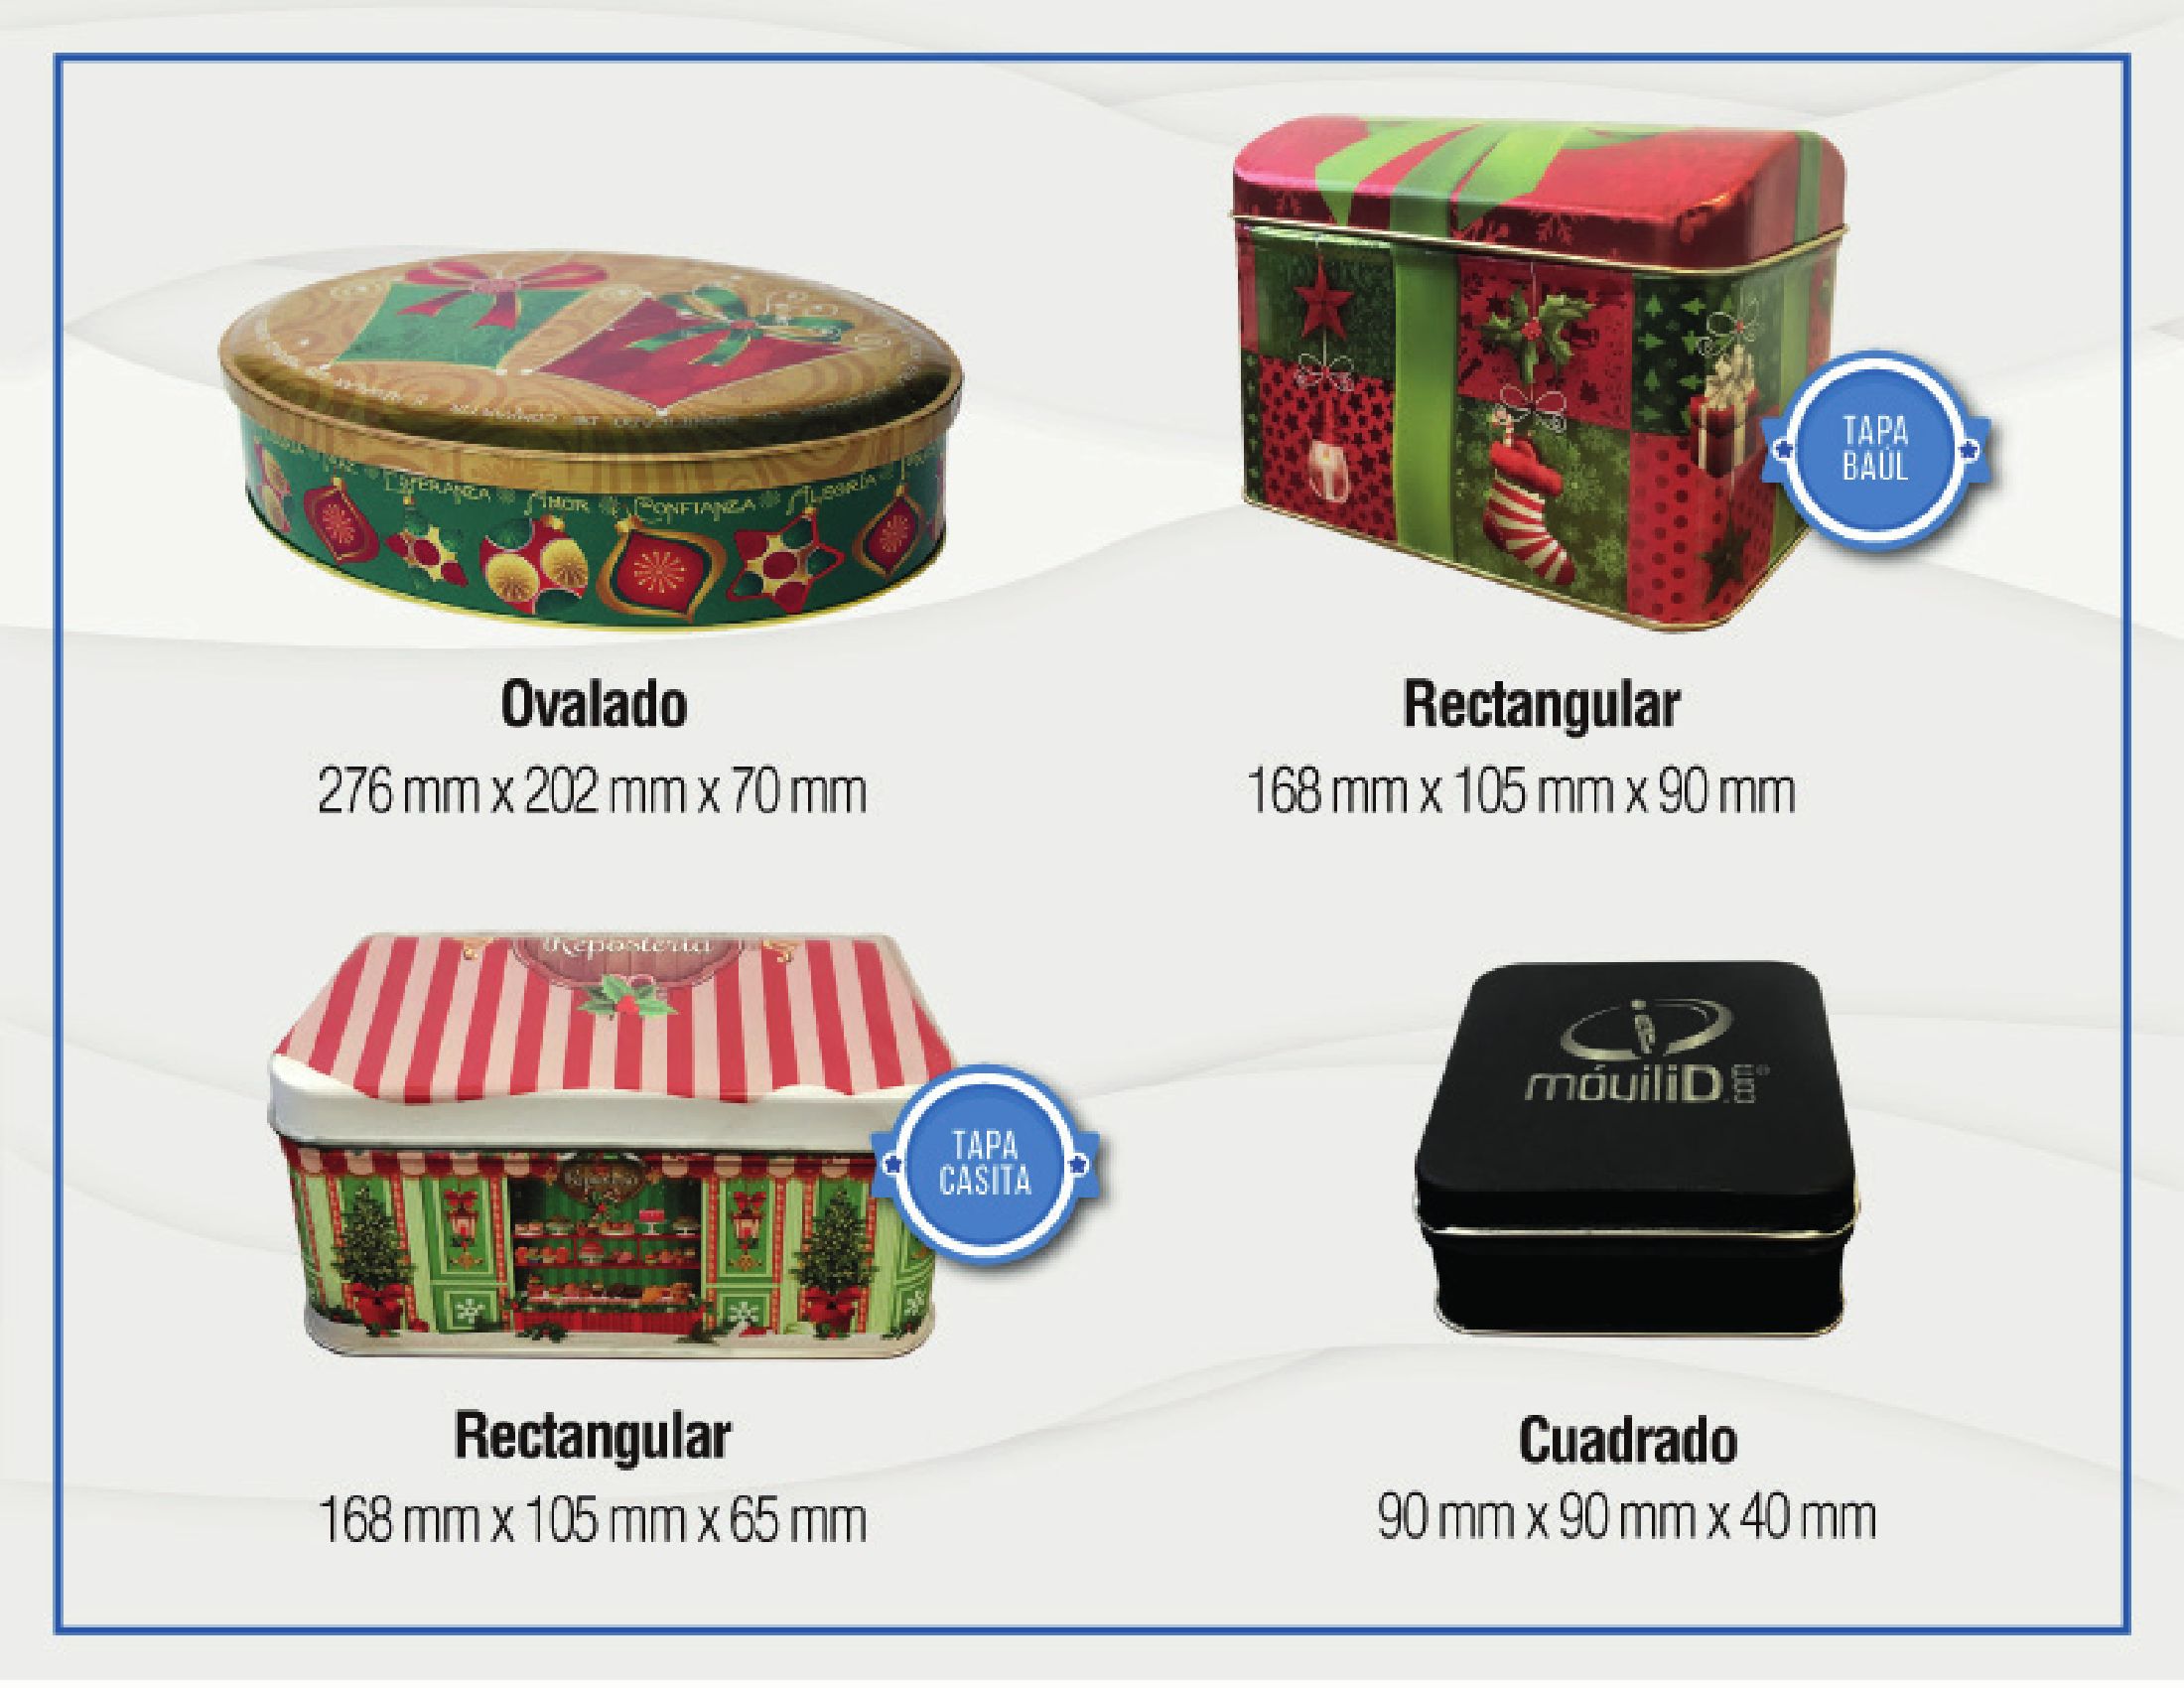 ESPERANZA * AMOR * CONFIANZA * ALEGRÍA
TAPA
BAÚL
Ovalado
276 mm x 202 mm x 70 mm
Rectangular
168 mm x 105 mm x 90 mm
Repostería
TAPA
CASITA
móviliD.com®
Rectangular
168 mm x 105 mm x 65 mm
Cuadrado
90 mm x 90 mm x 40 mm